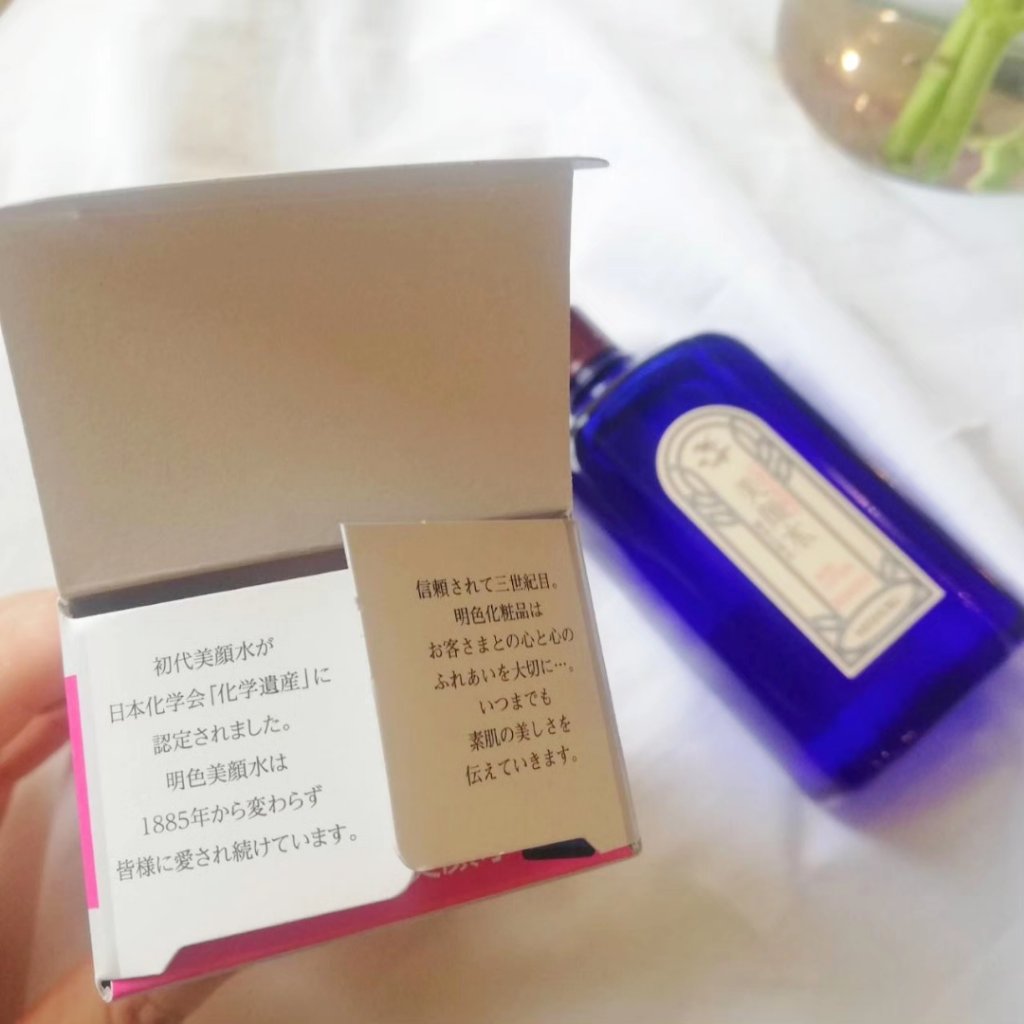 初代美顔水が
日本化学会「化学遺産」に
認定されました。
明色美顔水は
1885年から変わらず
皆様に愛され続けています。
信頼されて三世紀目。
明色化粧品は
お客さまとの心と心の
ふれあいを大切に…。
いつまでも
素肌の美しさを
伝えていきます。